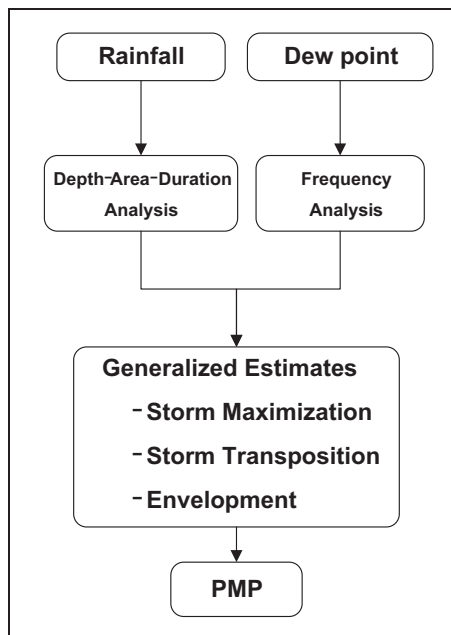 Rainfall
Dew point
Depth-Area-Duration
Analysis
Frequency
Analysis
Generalized Estimates
- Storm Maximization
- Storm Transposition
- Envelopment
PMP